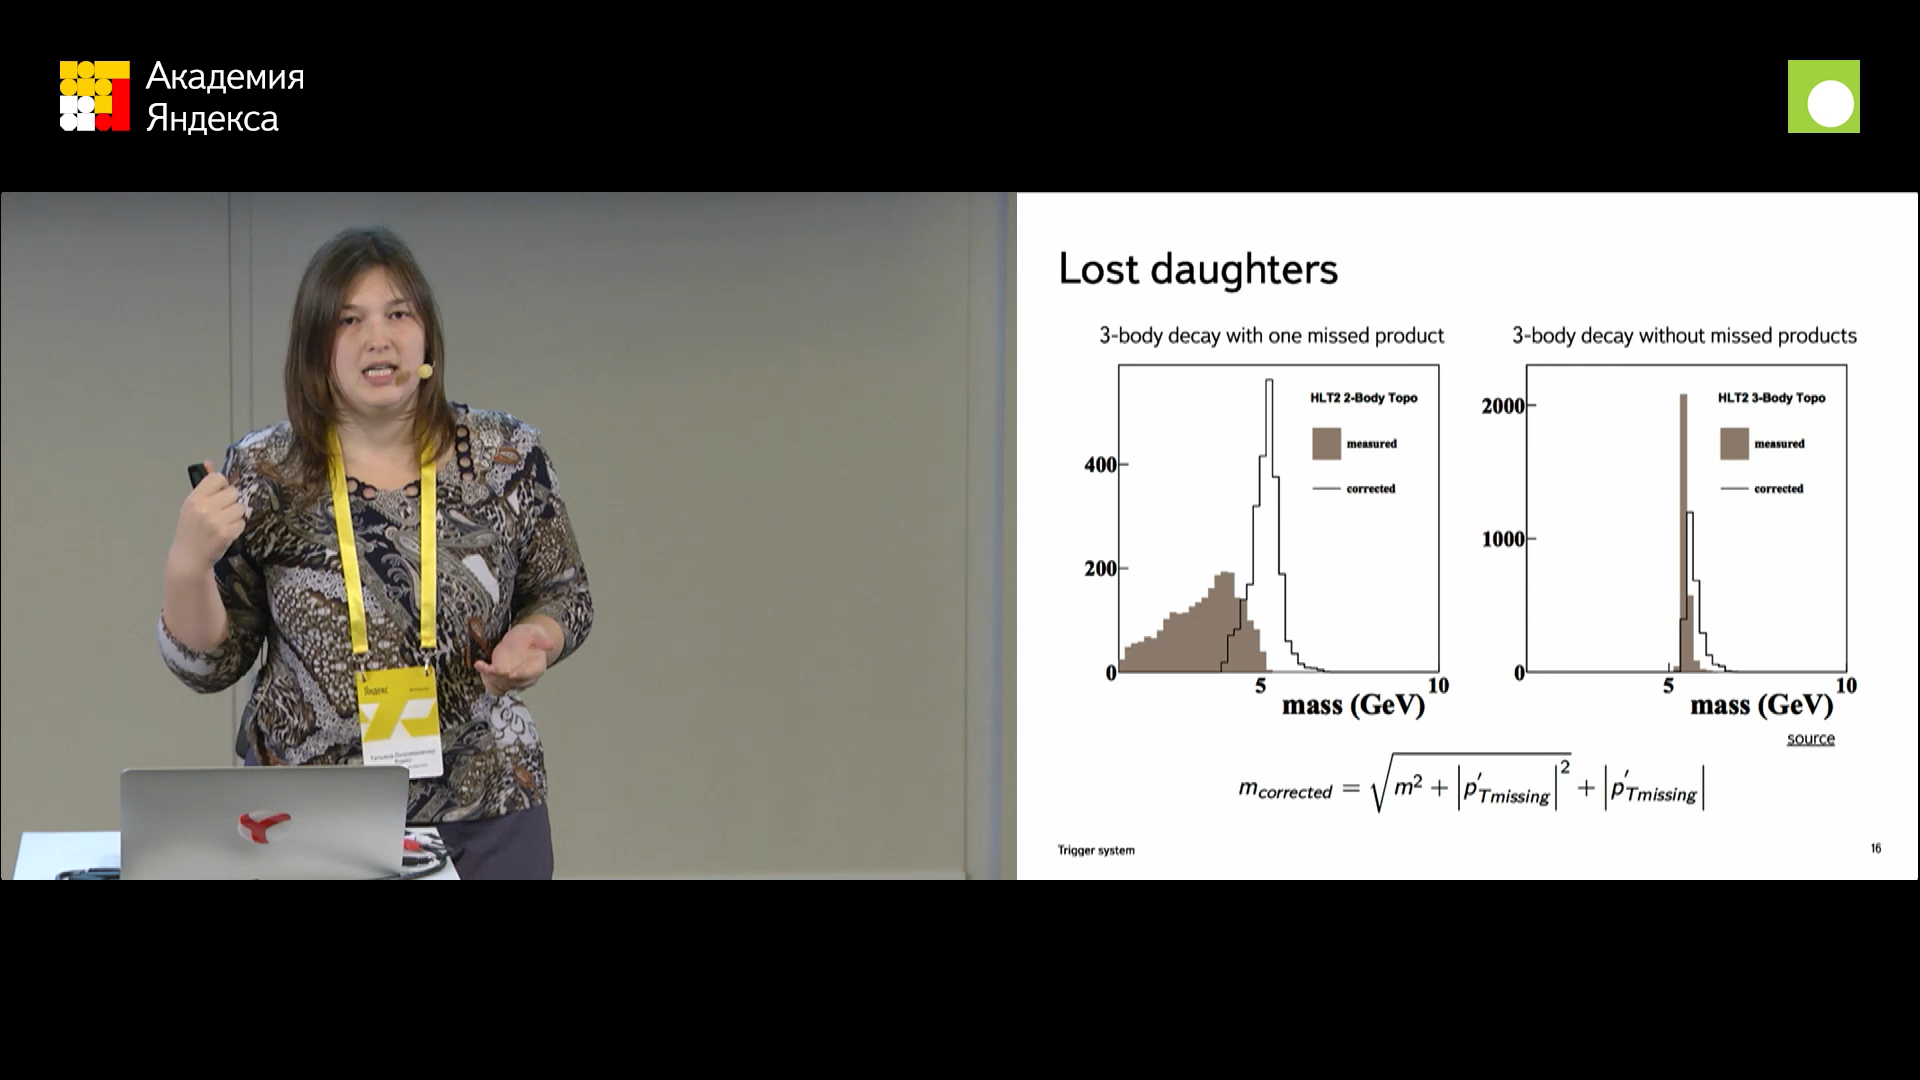 Академия
Яндекса
Яндекс
Lost daughters
3-body decay with one missed product
3-body decay without missed products
HLT2 2-Body Topo
measured
corrected
400
200
0
5
10
mass (GeV)
HLT2 3-Body Topo
measured
corrected
2000
1000
0
5
10
mass (GeV)
source
m_corrected = √(m² + |p′_Tmissing|²) + |p′_Tmissing|
Trigger system
16